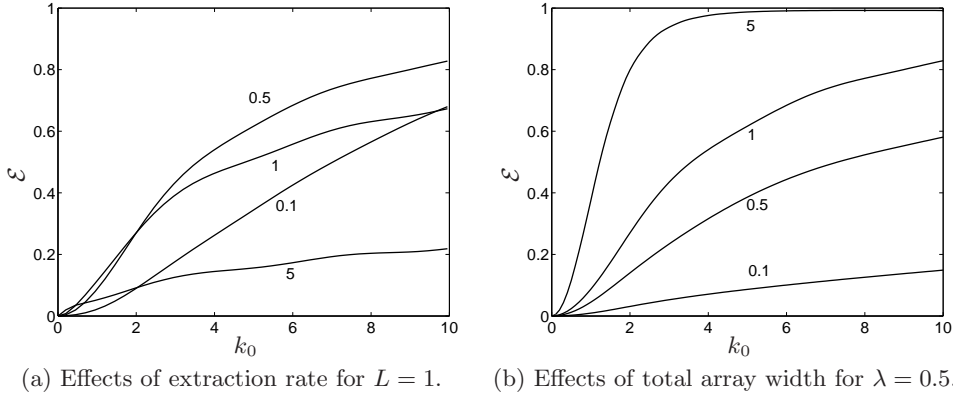 1
0.8
0.6
0.4
0.2
0
ℰ
0.5
1
0.1
5
0 2 4 6 8 10
k₀
(a) Effects of extraction rate for L = 1.
1
0.8
0.6
0.4
0.2
0
ℰ
5
1
0.5
0.1
0 2 4 6 8 10
k₀
(b) Effects of total array width for λ = 0.5.